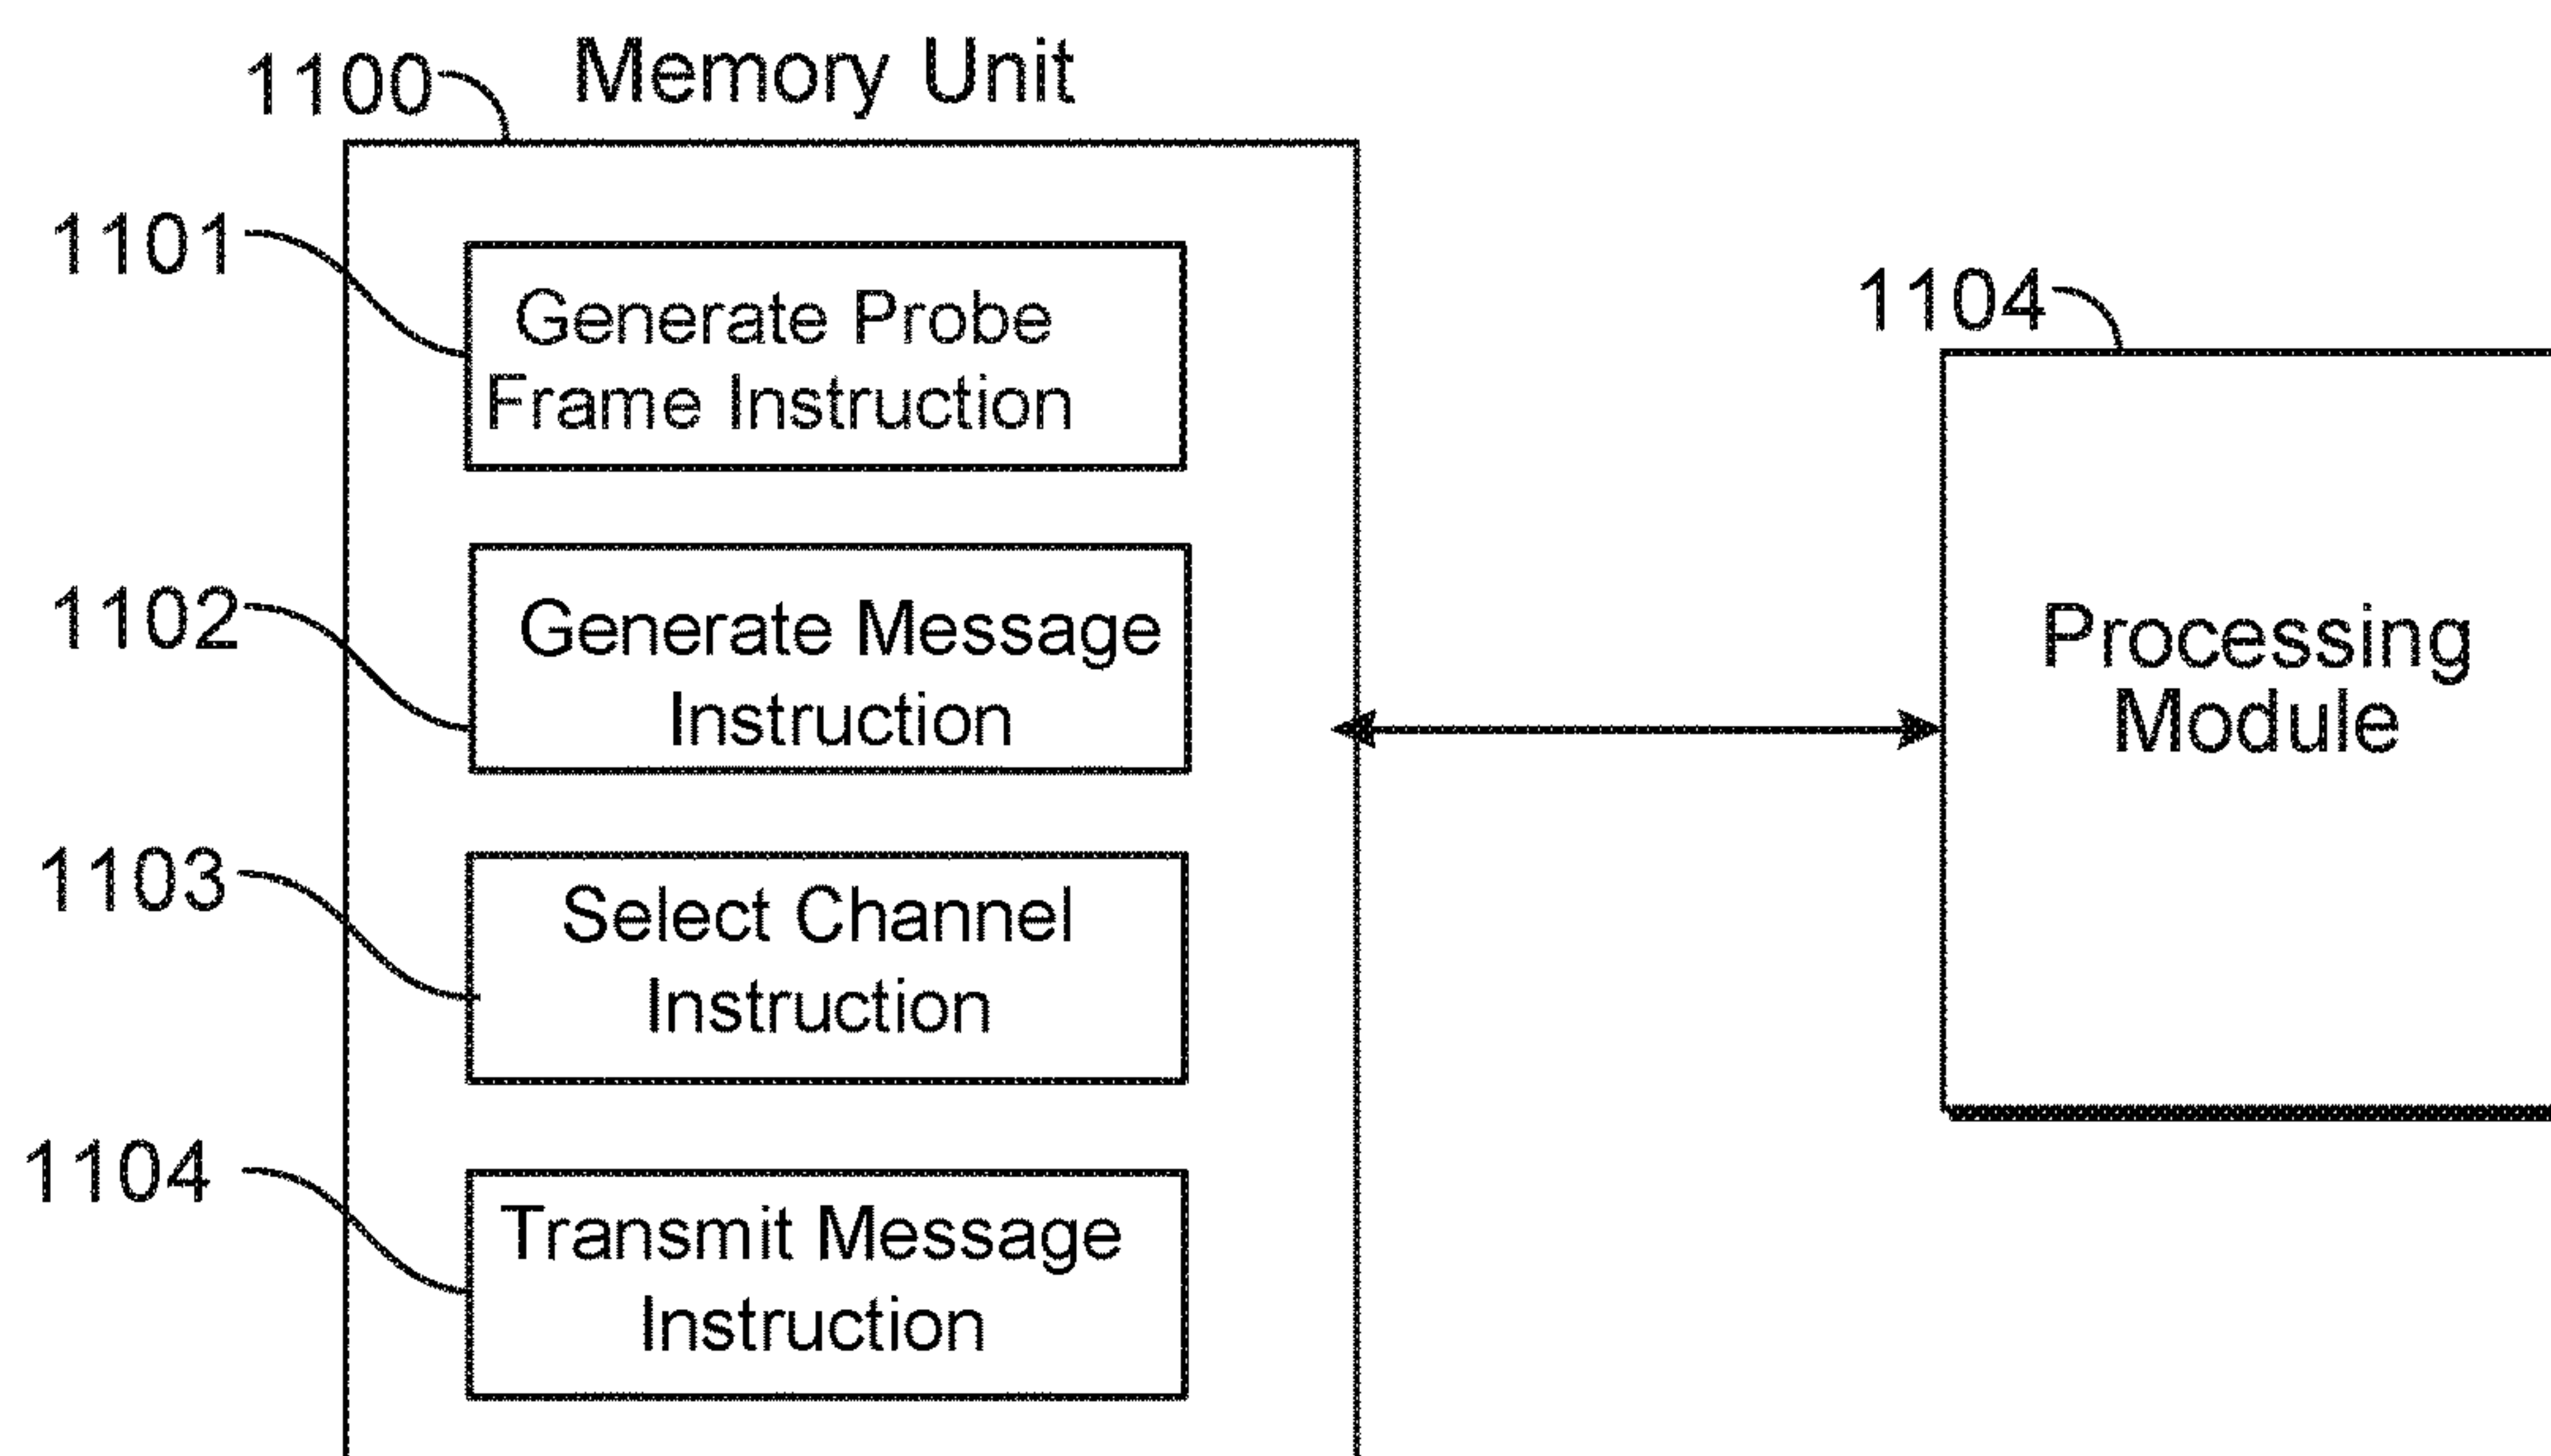 1100
Memory Unit
1101
Generate Probe
Frame Instruction
1102
Generate Message
Instruction
1103
Select Channel
Instruction
1104
Transmit Message
Instruction
1104
Processing
Module